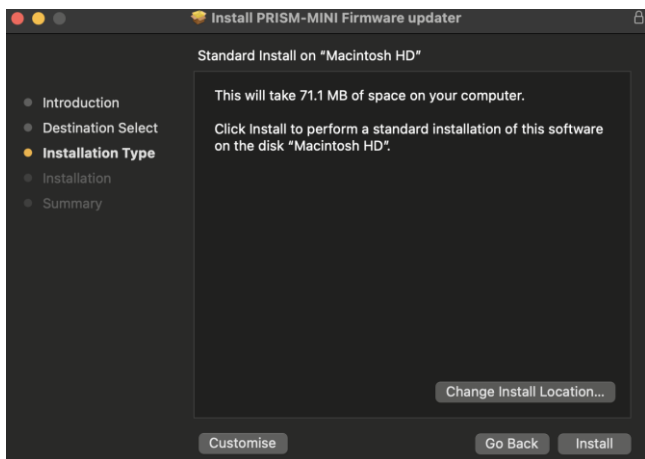 Install PRISM-MINI Firmware updater
Standard Install on “Macintosh HD”
Introduction
Destination Select
Installation Type
Installation
Summary
This will take 71.1 MB of space on your computer.
Click Install to perform a standard installation of this software
on the disk “Macintosh HD”.
Change Install Location...
Customise
Go Back
Install